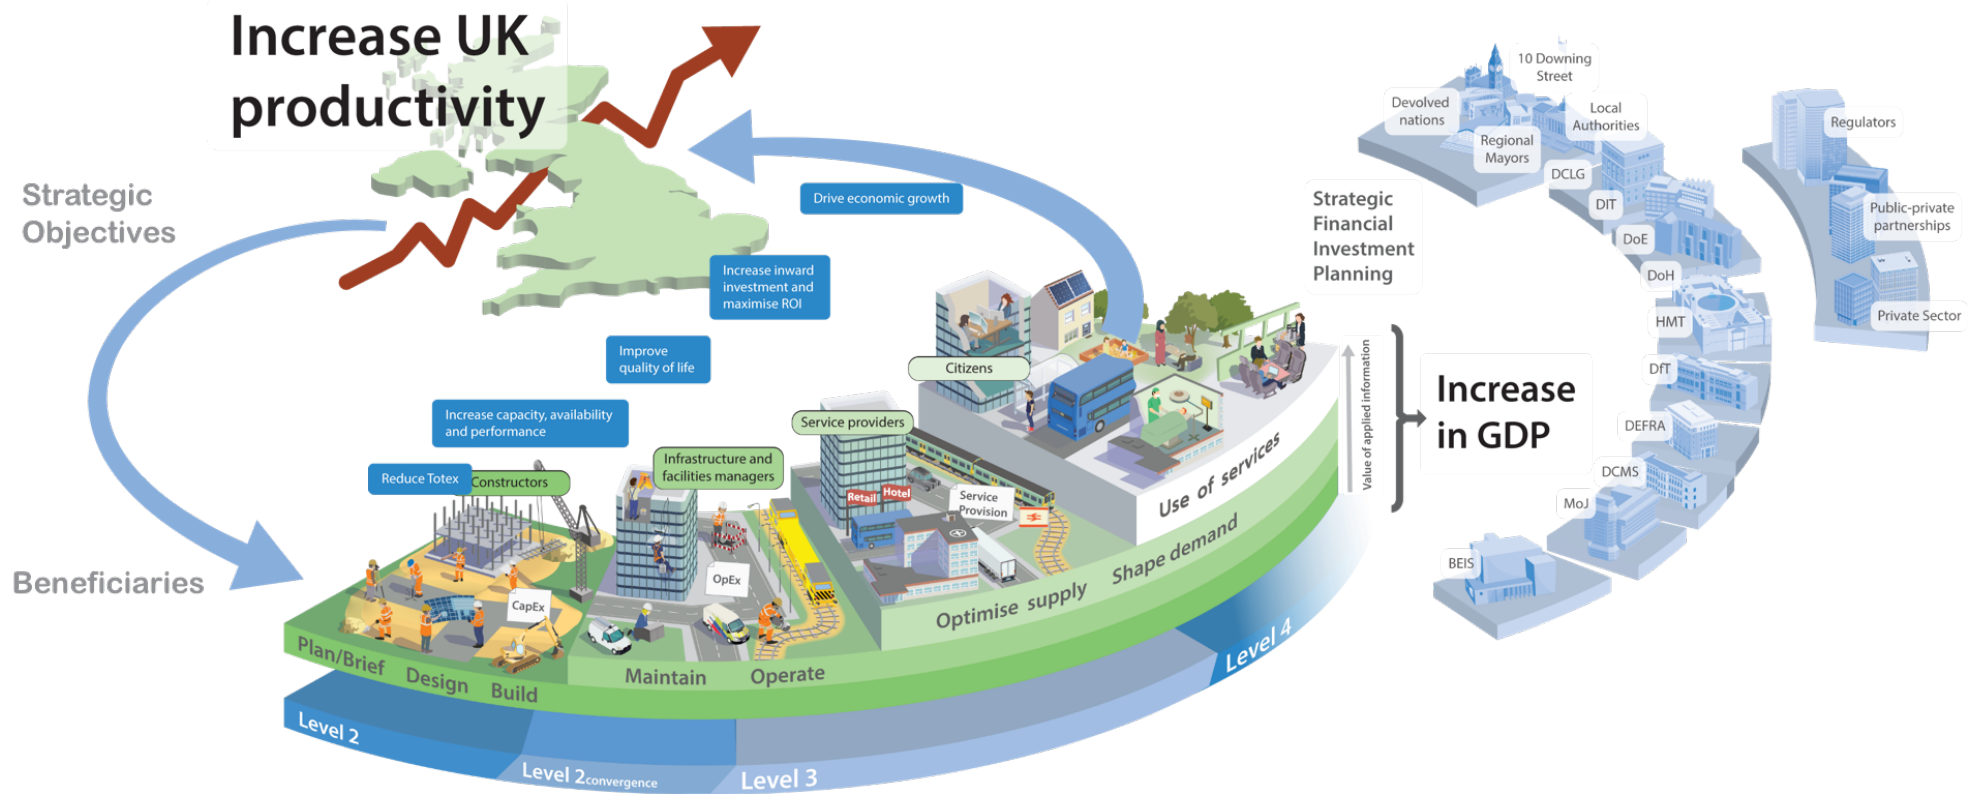 Increase UK
productivity
Strategic
Objectives
Beneficiaries
Drive economic growth
Increase inward
investment and
maximise ROI
Improve
quality of life
Increase capacity, availability
and performance
Reduce Totex
Constructors
Infrastructure and
facilities managers
Service providers
Citizens
CapEx
OpEx
Retail
Hotel
Service
Provision
Plan/Brief
Design
Build
Maintain
Operate
Optimise supply
Shape demand
Use of services
Level 2
Level 2 convergence
Level 3
Level 4
Value of applied information
Strategic
Financial
Investment
Planning
Increase
in GDP
10 Downing
Street
Devolved
nations
Local
Authorities
Regional
Mayors
DCLG
DIT
DoE
DoH
HMT
DfT
DEFRA
DCMS
MoJ
BEIS
Regulators
Public-private
partnerships
Private Sector